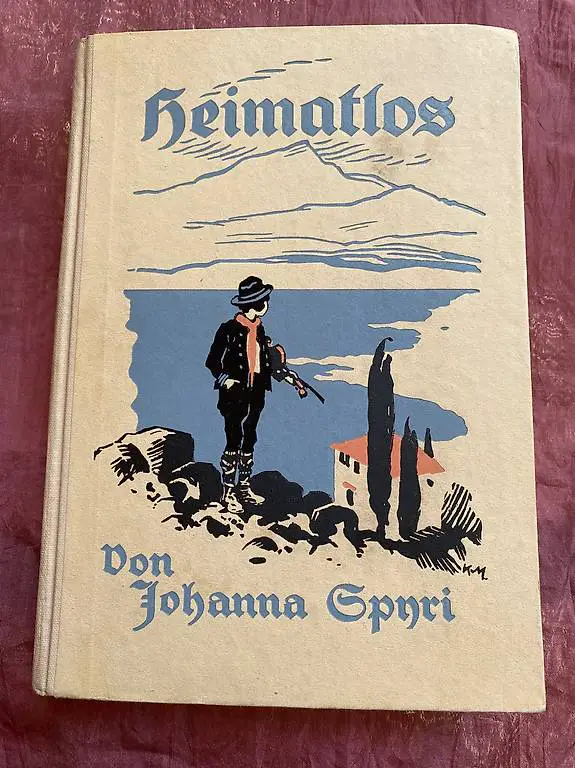 Heimatlos
K.M.
Von
Johanna Spyri